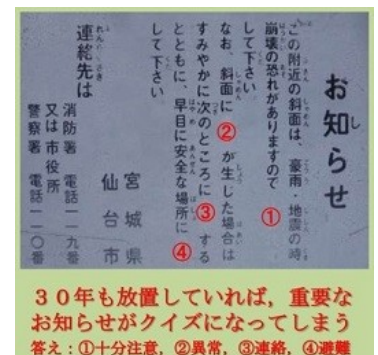 お知らせ
この附近の斜面は、豪雨・地震の時
崩壊の恐れがありますので ①
して下さい
なお、斜面に ② が生じた場合は
すみやかに次のところに ③ する
とともに、早目に安全な場所に ④
して下さい
宮城県
仙台市
連絡先は
消防署 電話一一九番
又は市役所
警察署 電話一一〇番
30年も放置していれば，重要な
お知らせがクイズになってしまう
答え：①十分注意，②異常，③連絡，④避難